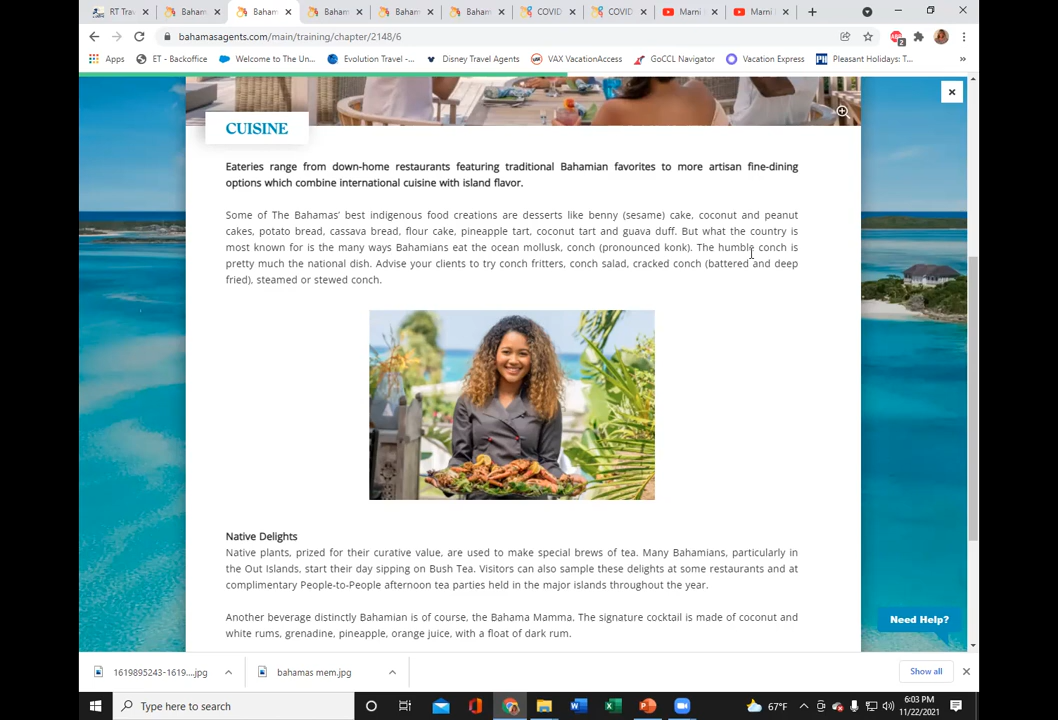 RT Trav
Baham
Baham
Baham
Baham
Baham
COVID
COVID
Marni
Marni
bahamasagents.com/main/training/chapter/2148/6
2
Apps
ET - Backoffice
Welcome to The Un...
Evolution Travel -...
Disney Travel Agents
VAX VacationAccess
GoCCL Navigator
Vacation Express
Pleasant Holidays: T...
CUISINE
Eateries range from down-home restaurants featuring traditional Bahamian favorites to more artisan fine-dining
options which combine international cuisine with island flavor.
Some of The Bahamas' best indigenous food creations are desserts like benny (sesame) cake, coconut and peanut
cakes, potato bread, cassava bread, flour cake, pineapple tart, coconut tart and guava duff. But what the country is
most known for is the many ways Bahamians eat the ocean mollusk, conch (pronounced konk). The humble conch is
pretty much the national dish. Advise your clients to try conch fritters, conch salad, cracked conch (battered and deep
fried), steamed or stewed conch.
Native Delights
Native plants, prized for their curative value, are used to make special brews of tea. Many Bahamians, particularly in
the Out Islands, start their day sipping on Bush Tea. Visitors can also sample these delights at some restaurants and at
complimentary People-to-People afternoon tea parties held in the major islands throughout the year.
Another beverage distinctly Bahamian is of course, the Bahama Mamma. The signature cocktail is made of coconut and
white rums, grenadine, pineapple, orange juice, with a float of dark rum.
Need Help?
1619895243-1619....jpg
bahamas mem.jpg
Show all
Type here to search
67°F
6:03 PM
11/22/2021